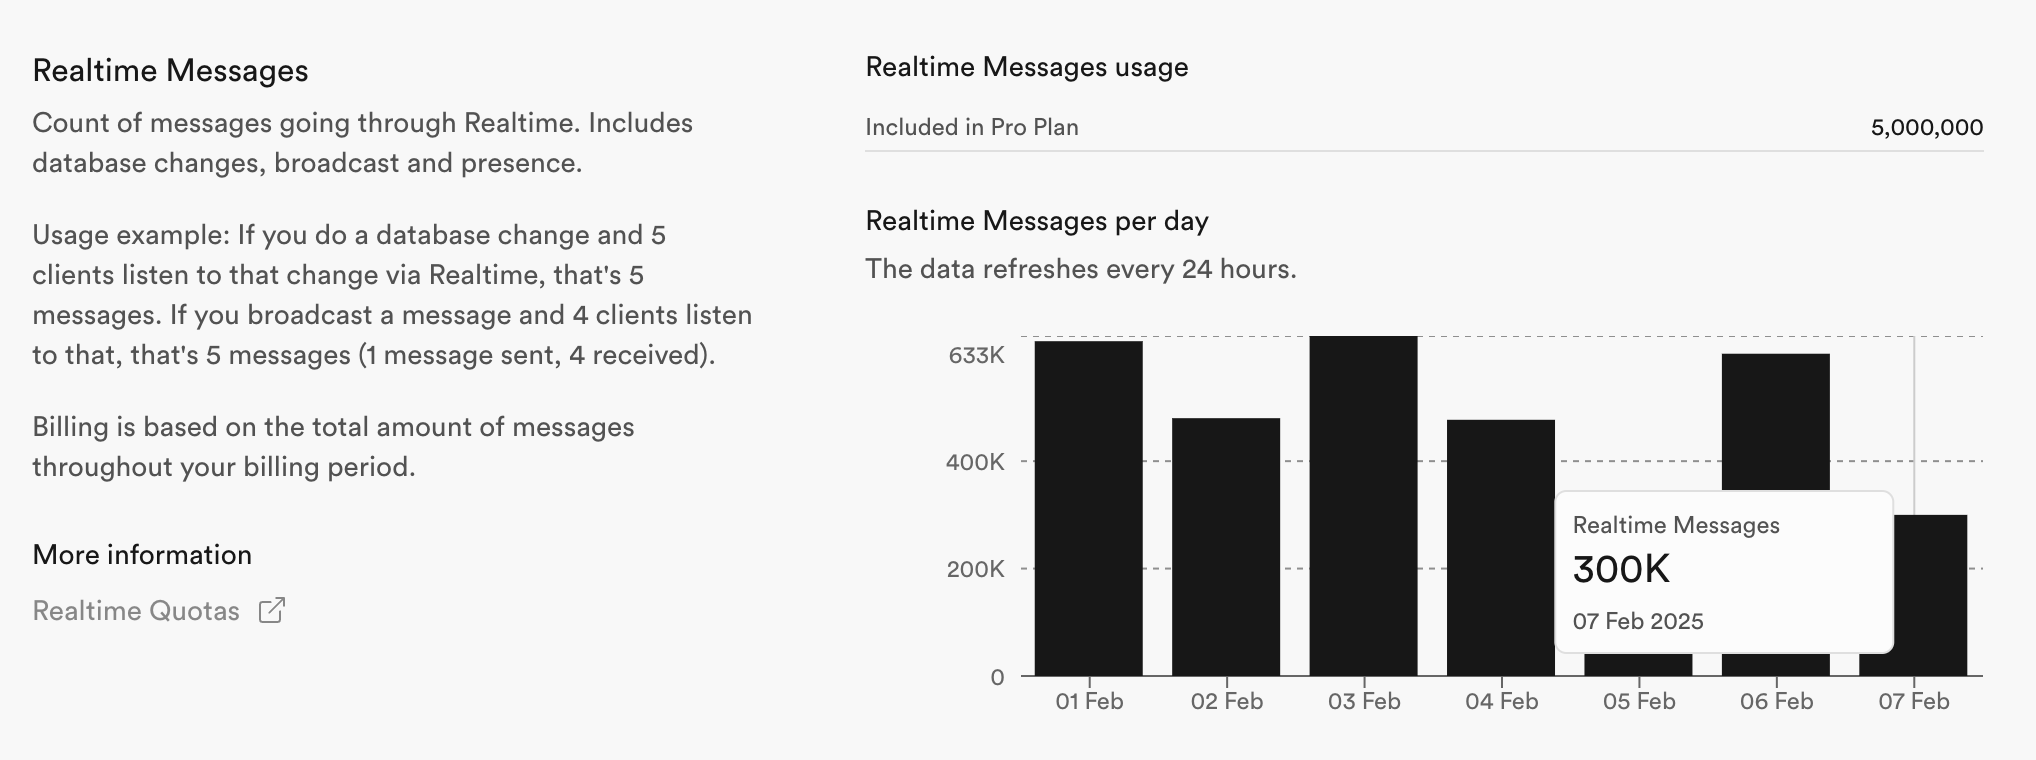 Realtime Messages
Count of messages going through Realtime. Includes
database changes, broadcast and presence.
Usage example: If you do a database change and 5
clients listen to that change via Realtime, that's 5
messages. If you broadcast a message and 4 clients listen
to that, that's 5 messages (1 message sent, 4 received).
Billing is based on the total amount of messages
throughout your billing period.
More information
Realtime Quotas
Realtime Messages usage
Included in Pro Plan 5,000,000
Realtime Messages per day
The data refreshes every 24 hours.
633K
400K
200K
0
Realtime Messages
300K
07 Feb 2025
01 Feb 02 Feb 03 Feb 04 Feb 05 Feb 06 Feb 07 Feb